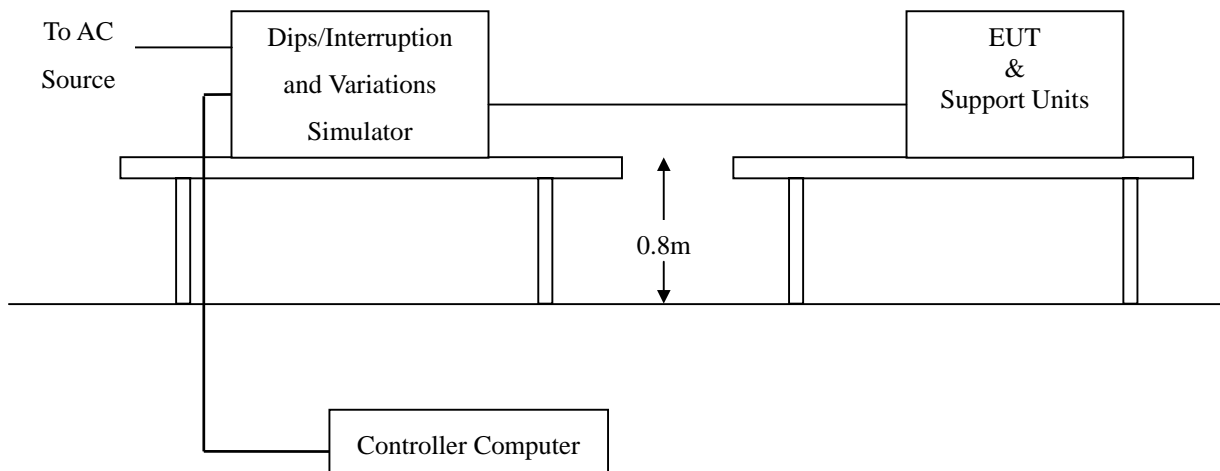 To AC
Source
Dips/Interruption
and Variations
Simulator
EUT
&
Support Units
0.8m
Controller Computer